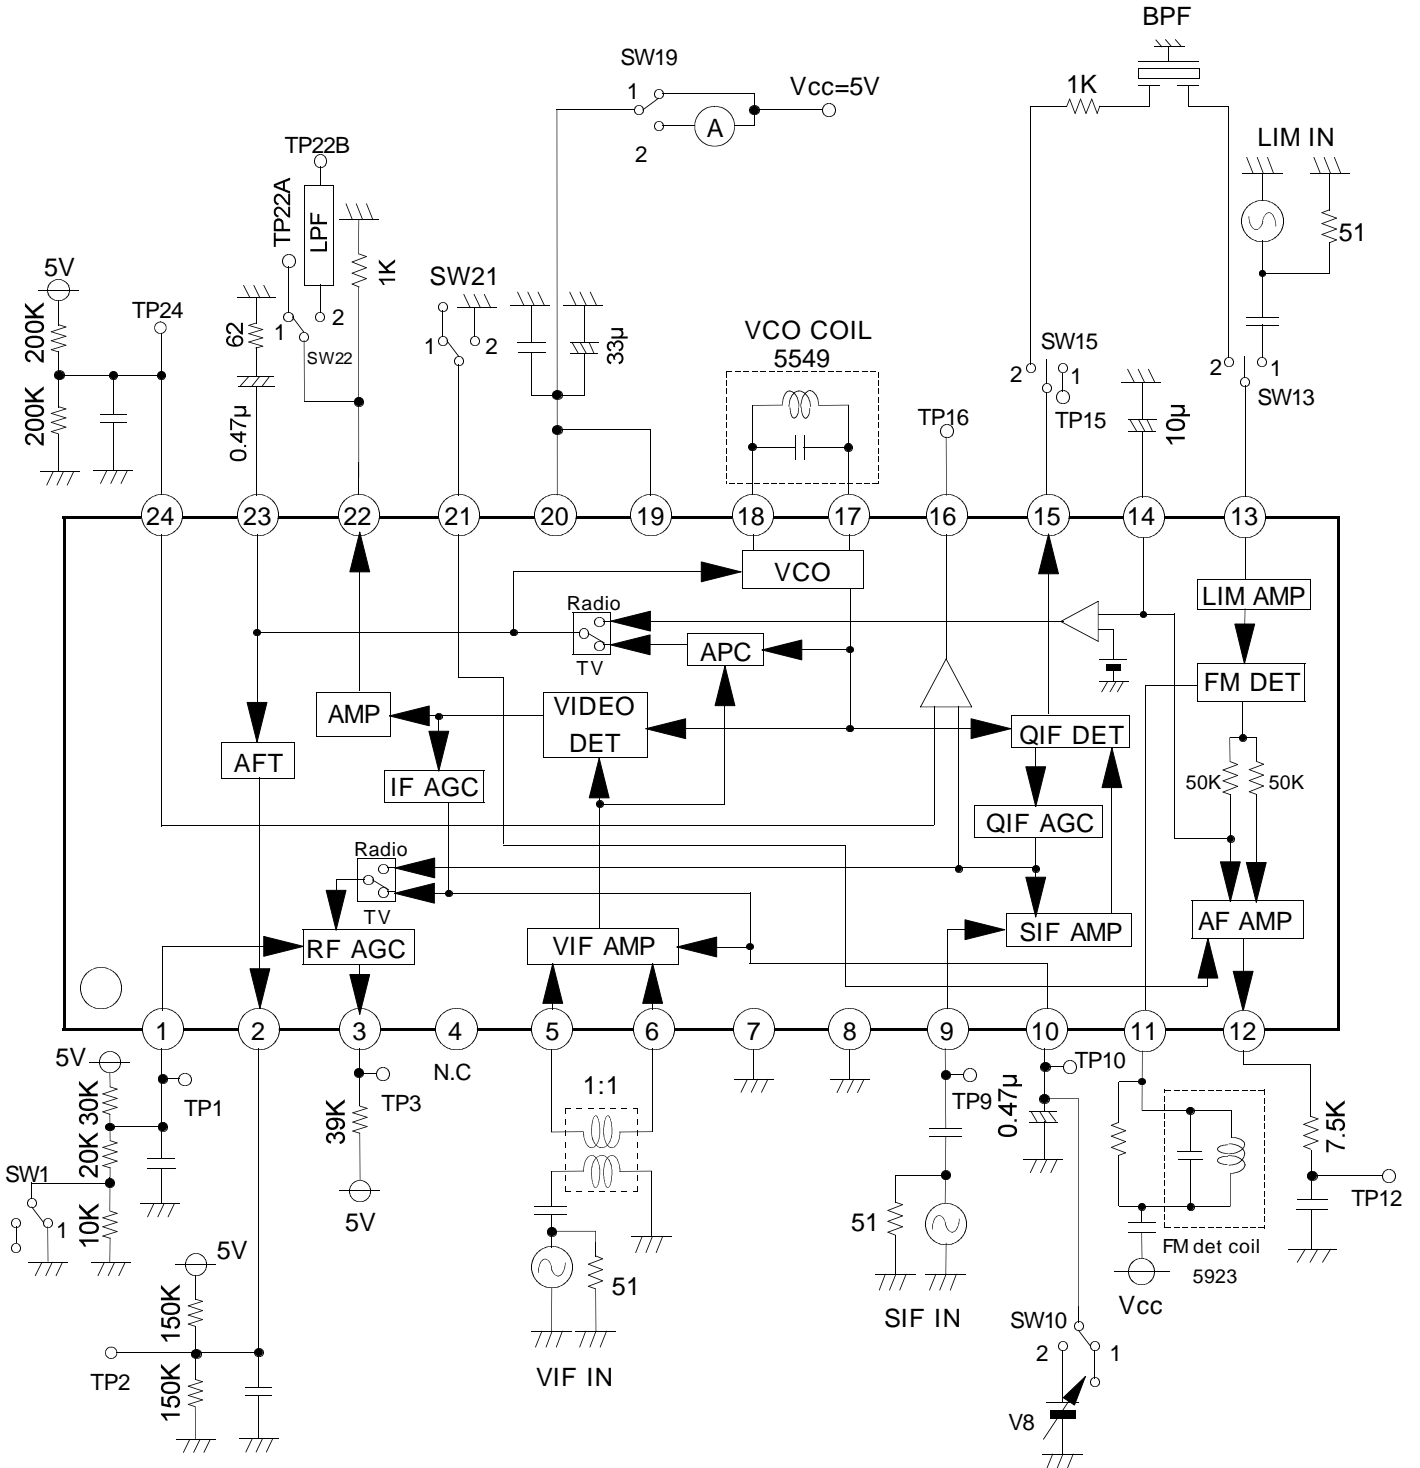 BPF
SW19
1
Vcc=5V
1K
A
2
TP22B
LIM IN
TP22A
LPF
51
5V
1K
SW21
TP24
200K
62
1
2
SW22
1
2
33µ
VCO COIL
5549
SW15
2
1
TP15
2
1
SW13
200K
0.47µ
TP16
10µ
24
23
22
21
20
19
18
17
16
15
14
13
VCO
LIM AMP
Radio
TV
APC
FM DET
AMP
VIDEO
DET
QIF DET
AFT
IF AGC
50K
50K
QIF AGC
Radio
TV
RF AGC
VIF AMP
SIF AMP
AF AMP
1
2
3
4
5
6
7
8
9
10
11
12
N.C
5V
TP1
TP3
1:1
TP9
TP10
30K
39K
0.47µ
7.5K
20K
SW1
1
10K
5V
51
TP12
5V
51
FM det coil
5923
Vcc
150K
SIF IN
SW10
2
1
TP2
150K
VIF IN
V8